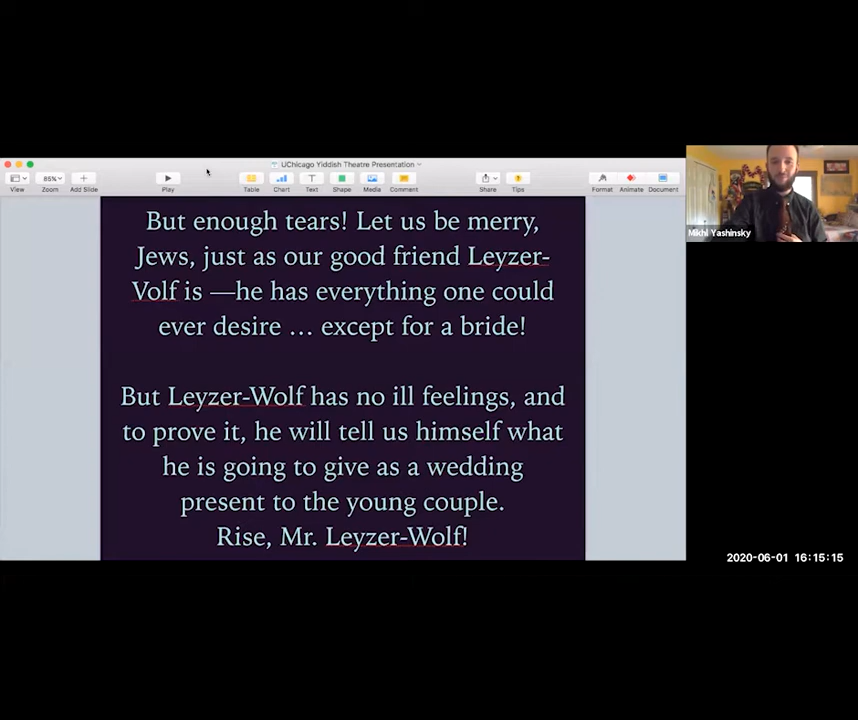 UChicago Yiddish Theatre Presentation
85%
View
Zoom
Add Slide
Play
Table
Chart
Text
Shape
Media
Comment
Share
Tips
Format
Animate
Document
But enough tears! Let us be merry,
Jews, just as our good friend Leyzer-
Volf is —he has everything one could
ever desire … except for a bride!
But Leyzer-Wolf has no ill feelings, and
to prove it, he will tell us himself what
he is going to give as a wedding
present to the young couple.
Rise, Mr. Leyzer-Wolf!
Mikhl Yashinsky
2020-06-01 16:15:15